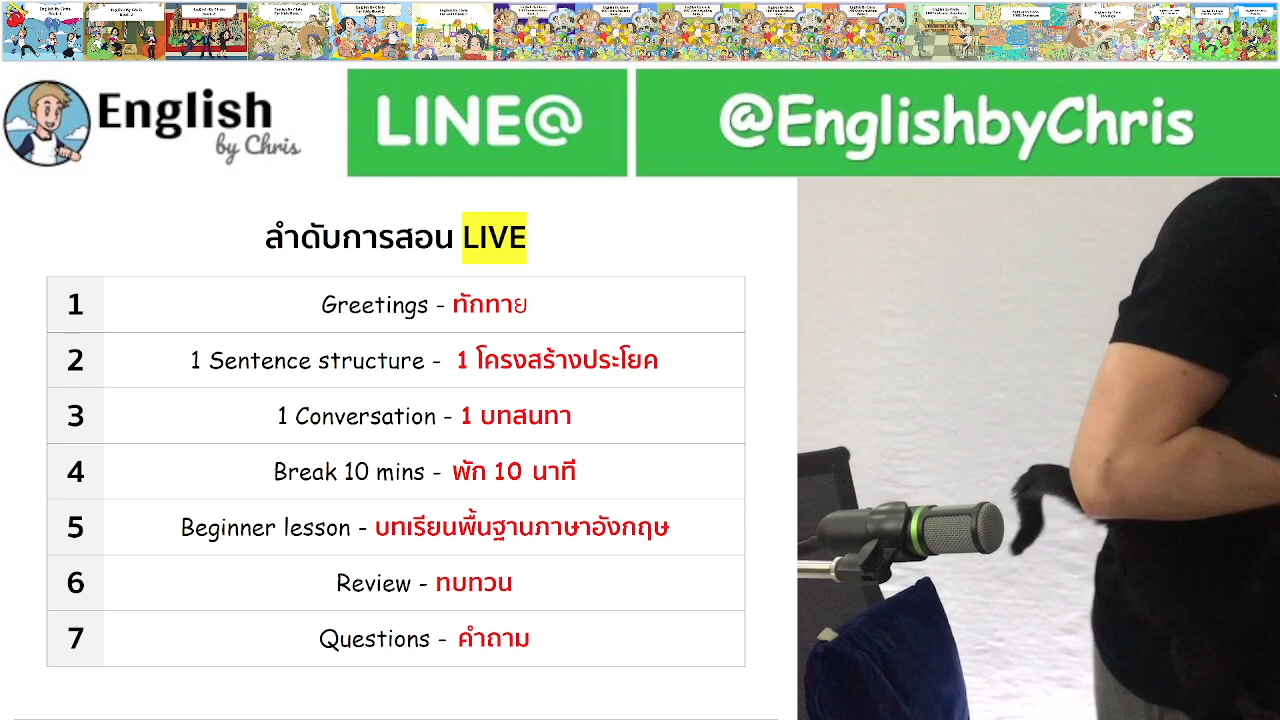 English
by Chris
LINE@
@EnglishbyChris
ลำดับการสอน LIVE
1 Greetings - ทักทาย
2 1 Sentence structure - 1 โครงสร้างประโยค
3 1 Conversation - 1 บทสนทา
4 Break 10 mins - พัก 10 นาที
5 Beginner lesson - บทเรียนพื้นฐานภาษาอังกฤษ
6 Review - ทบทวน
7 Questions - คำถาม